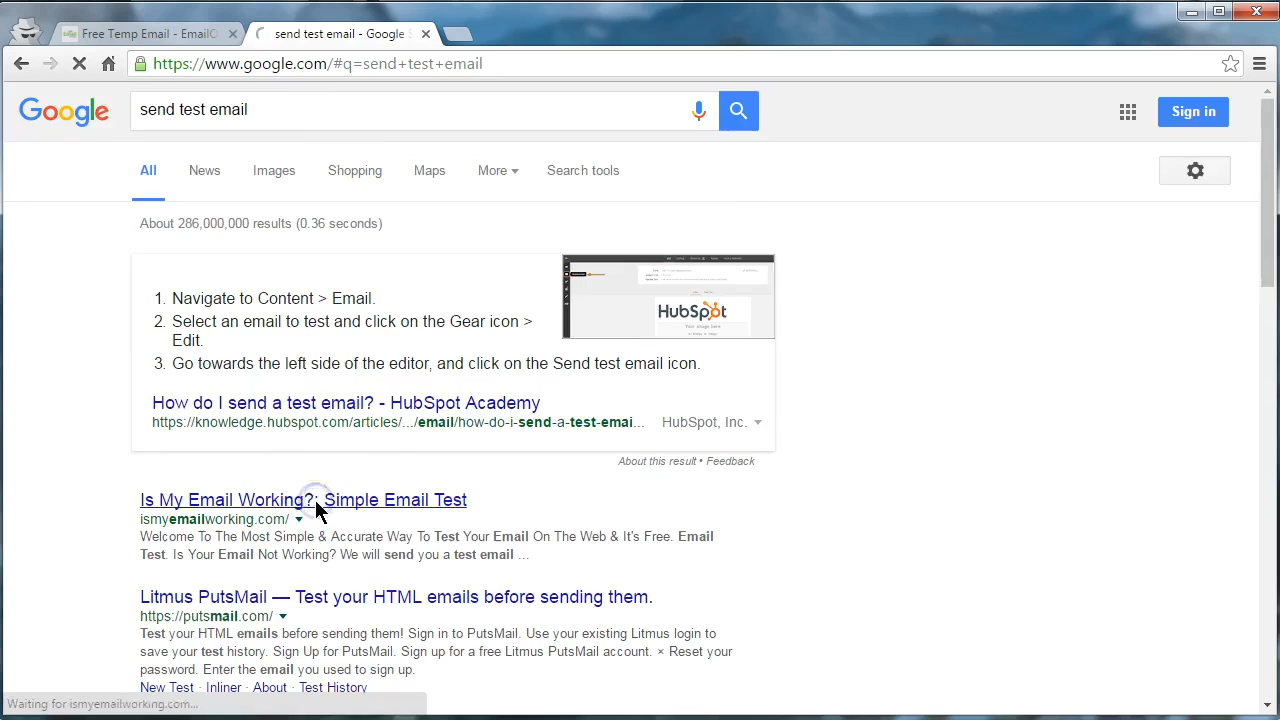 Free Temp Email - Email
send test email - Google S
https://www.google.com/#q=send+test+email
Google
send test email
Sign in
All News Images Shopping Maps More Search tools
About 286,000,000 results (0.36 seconds)
1. Navigate to Content > Email.
2. Select an email to test and click on the Gear icon >
Edit.
3. Go towards the left side of the editor, and click on the Send test email icon.
HubSpot
How do I send a test email? - HubSpot Academy
https://knowledge.hubspot.com/articles/.../email/how-do-i-send-a-test-emai... HubSpot, Inc.
About this result • Feedback
Is My Email Working?: Simple Email Test
ismyemailworking.com/
Welcome To The Most Simple & Accurate Way To Test Your Email On The Web & It's Free. Email
Test. Is Your Email Not Working? We will send you a test email ...
Litmus PutsMail — Test your HTML emails before sending them.
https://putsmail.com/
Test your HTML emails before sending them! Sign in to PutsMail. Use your existing Litmus login to
save your test history. Sign Up for PutsMail. Sign up for a free Litmus PutsMail account. × Reset your
password. Enter the email you used to sign up.
New Test · Inliner · About · Test History
Waiting for ismyemailworking.com...